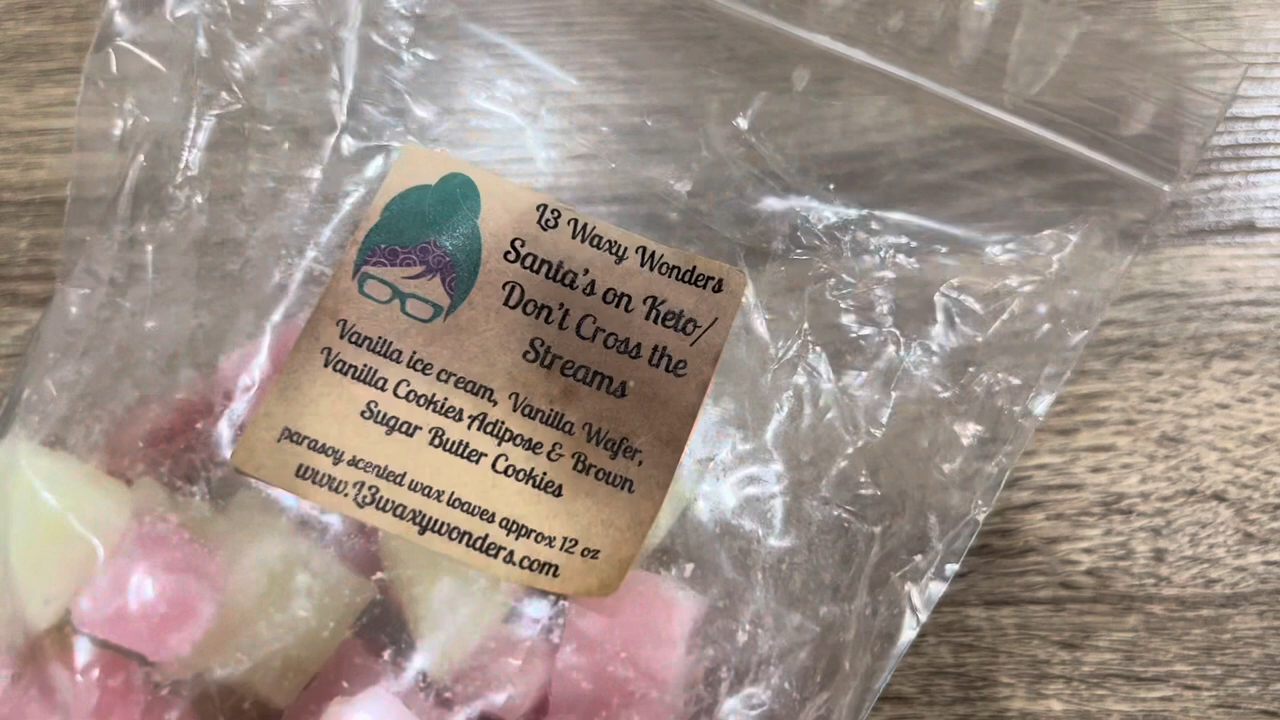 L3 Waxy Wonders
Santa's on Keto/
Don't Cross the
Streams
Vanilla ice cream, Vanilla Wafer,
Vanilla Cookies Adipose & Brown
Sugar Butter Cookies
parasoy scented wax loaves approx 12 oz
www.L3waxywonders.com